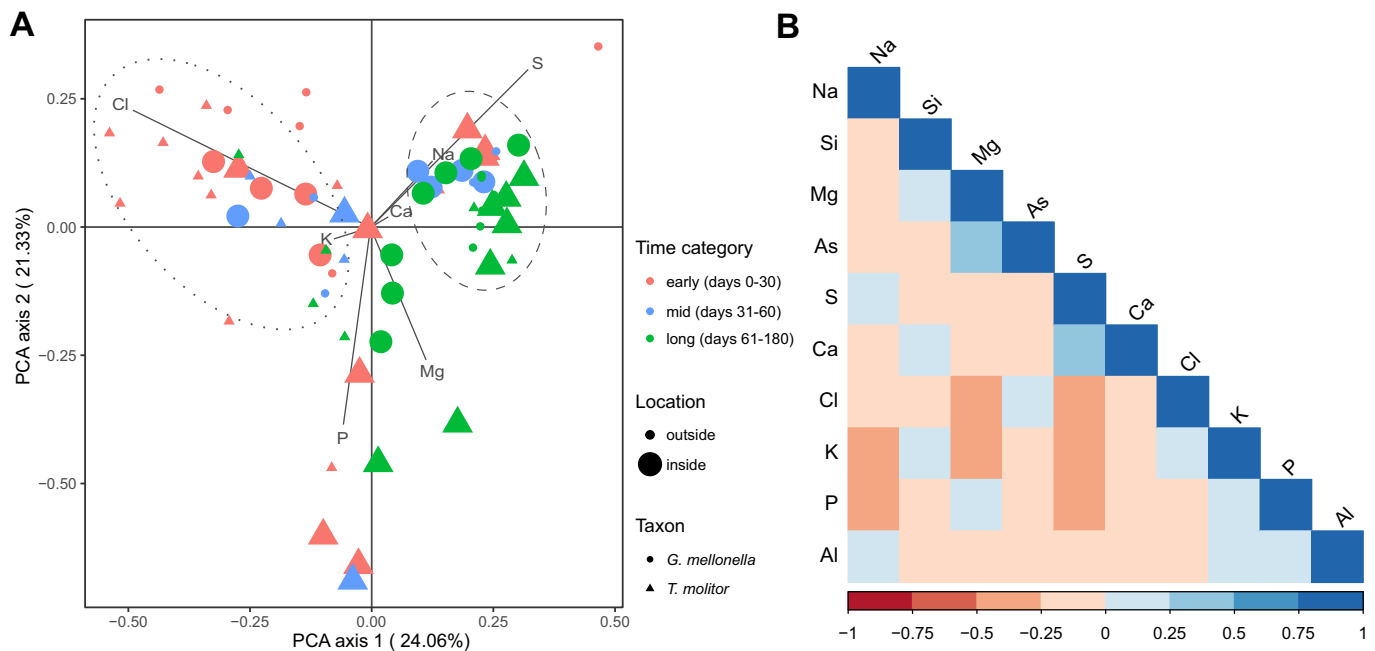 A
S
Cl
0.25
Na
Ca
0.00
K
−0.25
Mg
P
−0.50
−0.50
−0.25
0.00
0.25
0.50
PCA axis 1 ( 24.06%)
PCA axis 2 ( 21.33%)
Time category
early (days 0-30)
mid (days 31-60)
long (days 61-180)
Location
outside
inside
Taxon
G. mellonella
T. molitor
B
Na
Si
Mg
As
S
Ca
Cl
K
P
Al
Na
Si
Mg
As
S
Ca
Cl
K
P
Al
−1
−0.75
−0.5
−0.25
0
0.25
0.5
0.75
1